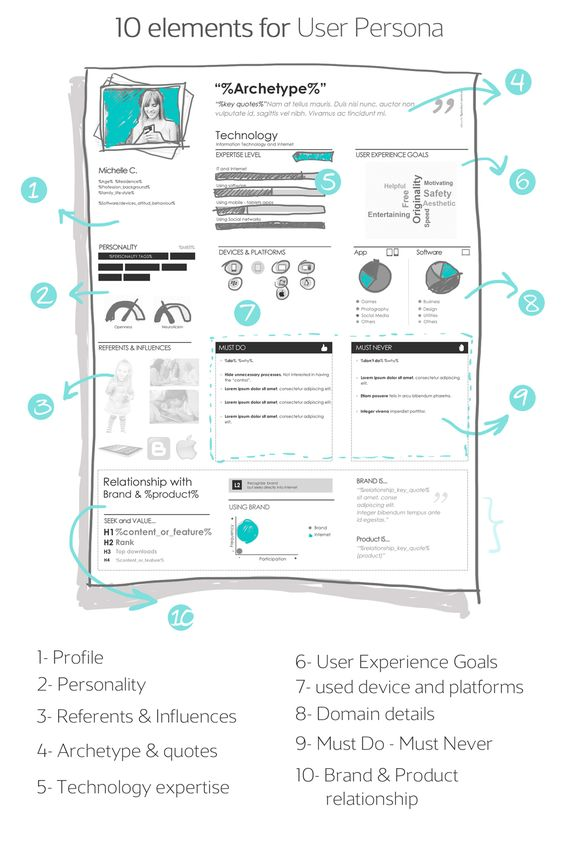 10 elements for User Persona
"%Archetype%"
"%key quotes%"Nam at tellus mauris. Duis nisi nunc, auctor non
vulputate id, sagittis vel nibh. Vivamus ac tincidunt mi.
4
Technology
Information Technology and Internet
EXPERTISE LEVEL
IT and Internet
Using software
Using mobile - tablets apps
Using Social networks
5
USER EXPERIENCE GOALS
Helpful
Free
Originality
Motivating
Safety
Aesthetic
Entertaining
Speed
6
Michelle C.
1
PERSONALITY
%PERSONALITY TAGS%
Openness
Neuroticism
2
DEVICES & PLATFORMS
7
App
Games
Photography
Social Media
Others
Software
Business
Design
Utilities
Others
8
REFERENTS & INFLUENCES
3
MUST DO
%do%, %why%.
Hide unnecessary processes. Not interested in having
the "control".
Lorem ipsum dolor sit amet, consectetur adipiscing
elit.
Lorem ipsum dolor sit amet, consectetur adipiscing elit.
Lorem ipsum dolor sit amet, consectetur adipiscing
elit.
MUST NEVER
%don't do% %why%.
Lorem ipsum dolor sit amet, consectetur adipiscing
elit.
Etiam posuere felis in arcu bibendum pharetra.
Integer viverra imperdiet porttitor.
9
Relationship with
Brand & %product%
SEEK and VALUE...
H1 %content_or_feature%
H2 Rank
H3 Top downloads
H4 %content_or_feature%
L2
Recognize brand
but seeks directly into internet
USING BRAND
Frequency
Participation
Brand
Internet
BRAND IS...
"%relationship_key_quote%
sit amet, conse
adipiscing elit.
Integer bibendum tempus ante
id egestas."
Product IS...
"%relationship_key_quote%
(product)"
10
1- Profile
2- Personality
3- Referents & Influences
4- Archetype & quotes
5- Technology expertise
6- User Experience Goals
7- used device and platforms
8- Domain details
9- Must Do - Must Never
10- Brand & Product
relationship